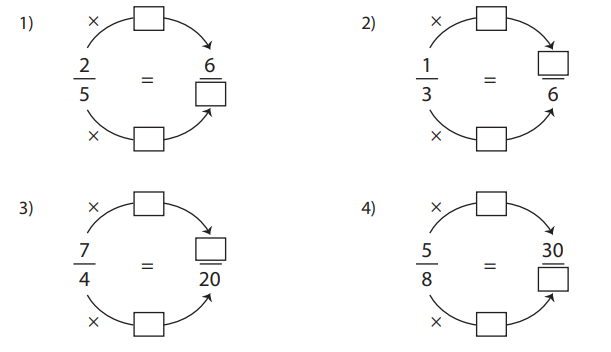 1) × □ 2) × □
2/5 = 6/□ 1/3 = □/6
× □ × □
3) × □ 4) × □
7/4 = □/20 5/8 = 30/□
× □ × □